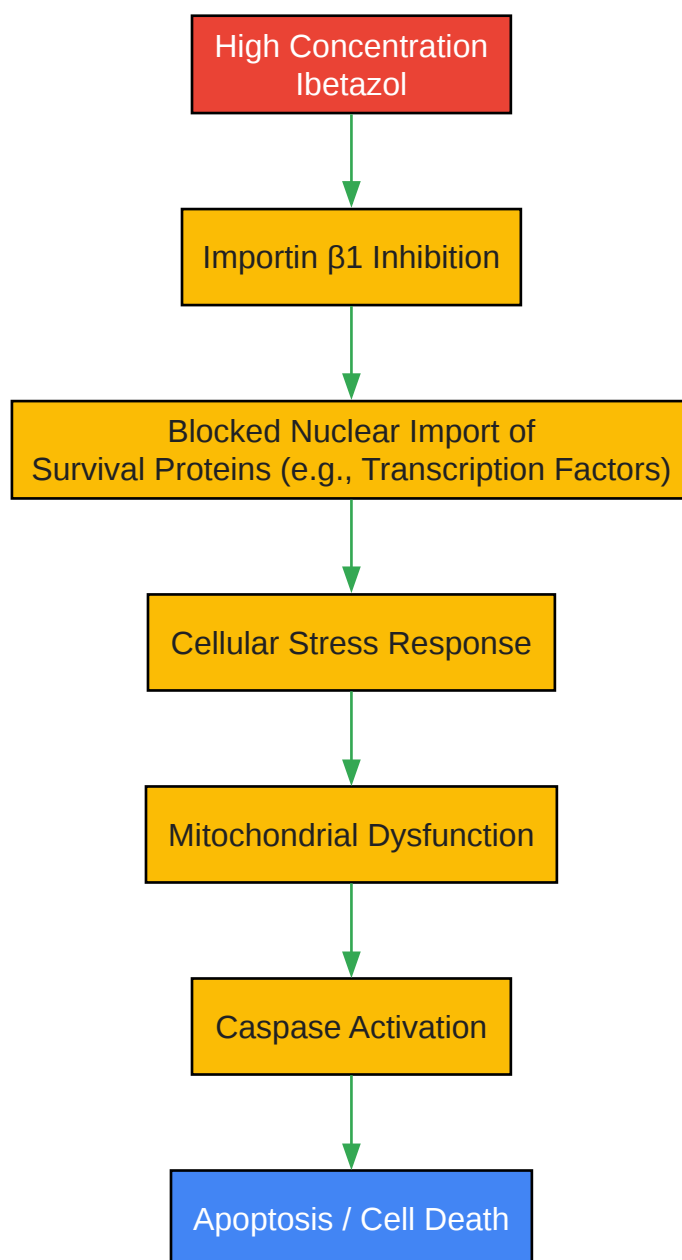 High Concentration
Ibetazol
Importin β1 Inhibition
Blocked Nuclear Import of
Survival Proteins (e.g., Transcription Factors)
Cellular Stress Response
Mitochondrial Dysfunction
Caspase Activation
Apoptosis / Cell Death